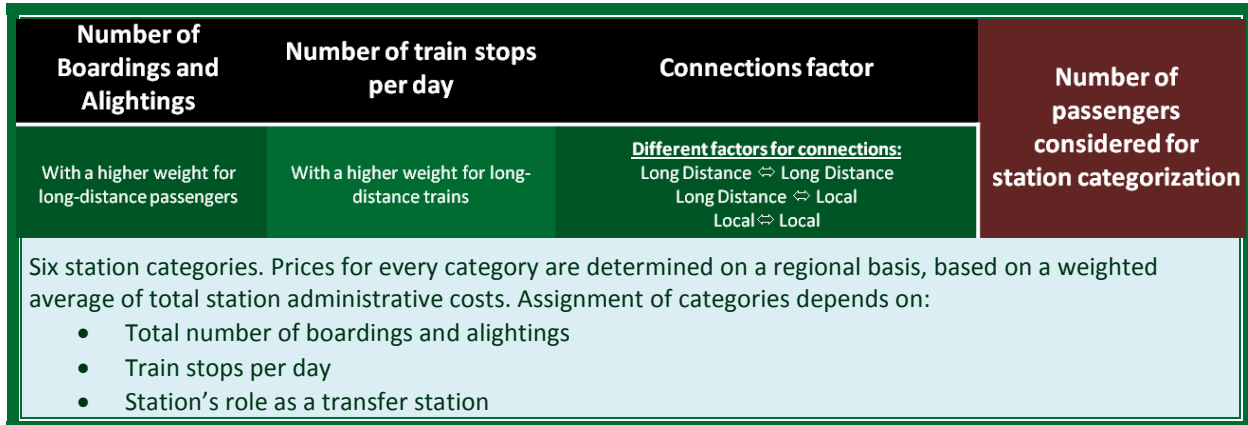 Number of
Boardings and
Alightings
Number of train stops
per day
Connections factor
Number of
passengers
considered for
station categorization
With a higher weight for
long-distance passengers
With a higher weight for long-
distance trains
Different factors for connections:
Long Distance ⇔ Long Distance
Long Distance ⇔ Local
Local ⇔ Local
Six station categories. Prices for every category are determined on a regional basis, based on a weighted
average of total station administrative costs. Assignment of categories depends on:
• Total number of boardings and alightings
• Train stops per day
• Station’s role as a transfer station